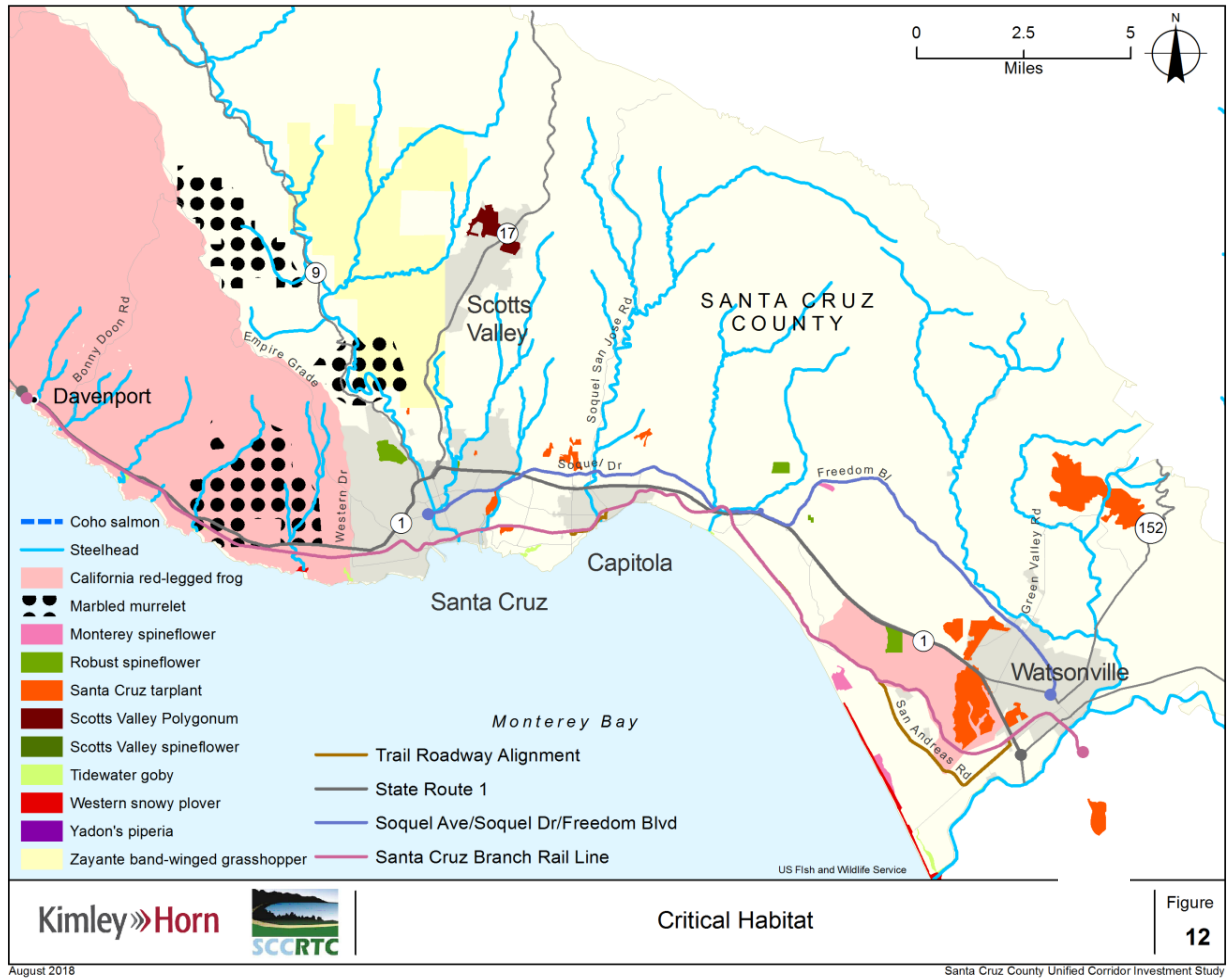 N
0 2.5 5
Miles
17
9
Scotts
Valley
SANTA CRUZ
COUNTY
Bonny Doon Rd
Empire Grade
Soquel San Jose Rd
Davenport
Soquel Dr
Freedom Bl
Western Dr
1
152
Green Valley Rd
Capitola
Santa Cruz
1
Watsonville
San Andreas Rd
Monterey Bay
Coho salmon
Steelhead
California red-legged frog
Marbled murrelet
Monterey spineflower
Robust spineflower
Santa Cruz tarplant
Scotts Valley Polygonum
Scotts Valley spineflower
Tidewater goby
Western snowy plover
Yadon's piperia
Zayante band-winged grasshopper
Trail Roadway Alignment
State Route 1
Soquel Ave/Soquel Dr/Freedom Blvd
Santa Cruz Branch Rail Line
US FIsh and Wildlife Service
Kimley»Horn
SCCRTC
Critical Habitat
Figure
12
August 2018
Santa Cruz County Unified Corridor Investment Study